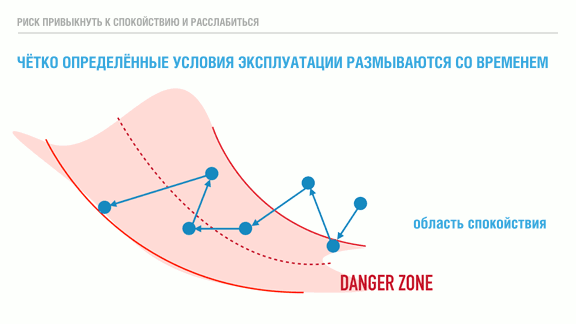 РИСК ПРИВЫКНУТЬ К СПОКОЙСТВИЮ И РАССЛАБИТЬСЯ
ЧЁТКО ОПРЕДЕЛЁННЫЕ УСЛОВИЯ ЭКСПЛУАТАЦИИ РАЗМЫВАЮТСЯ СО ВРЕМЕНЕМ
область спокойствия
DANGER ZONE